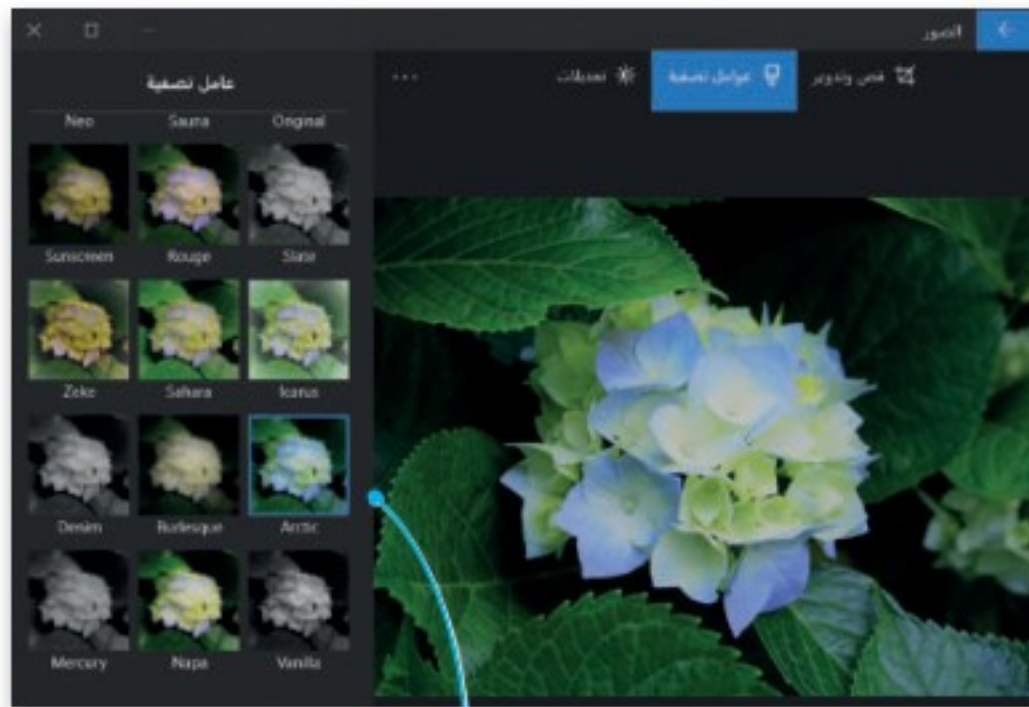 الصور
قص وتدوير عوامل تصفية تعديلات ...
عامل تصفية
Neo Sauna Original
Sunscreen Rouge Slate
Zeke Sahara Icarus
Denim Burlesque Arctic
Mercury Napa Vanilla